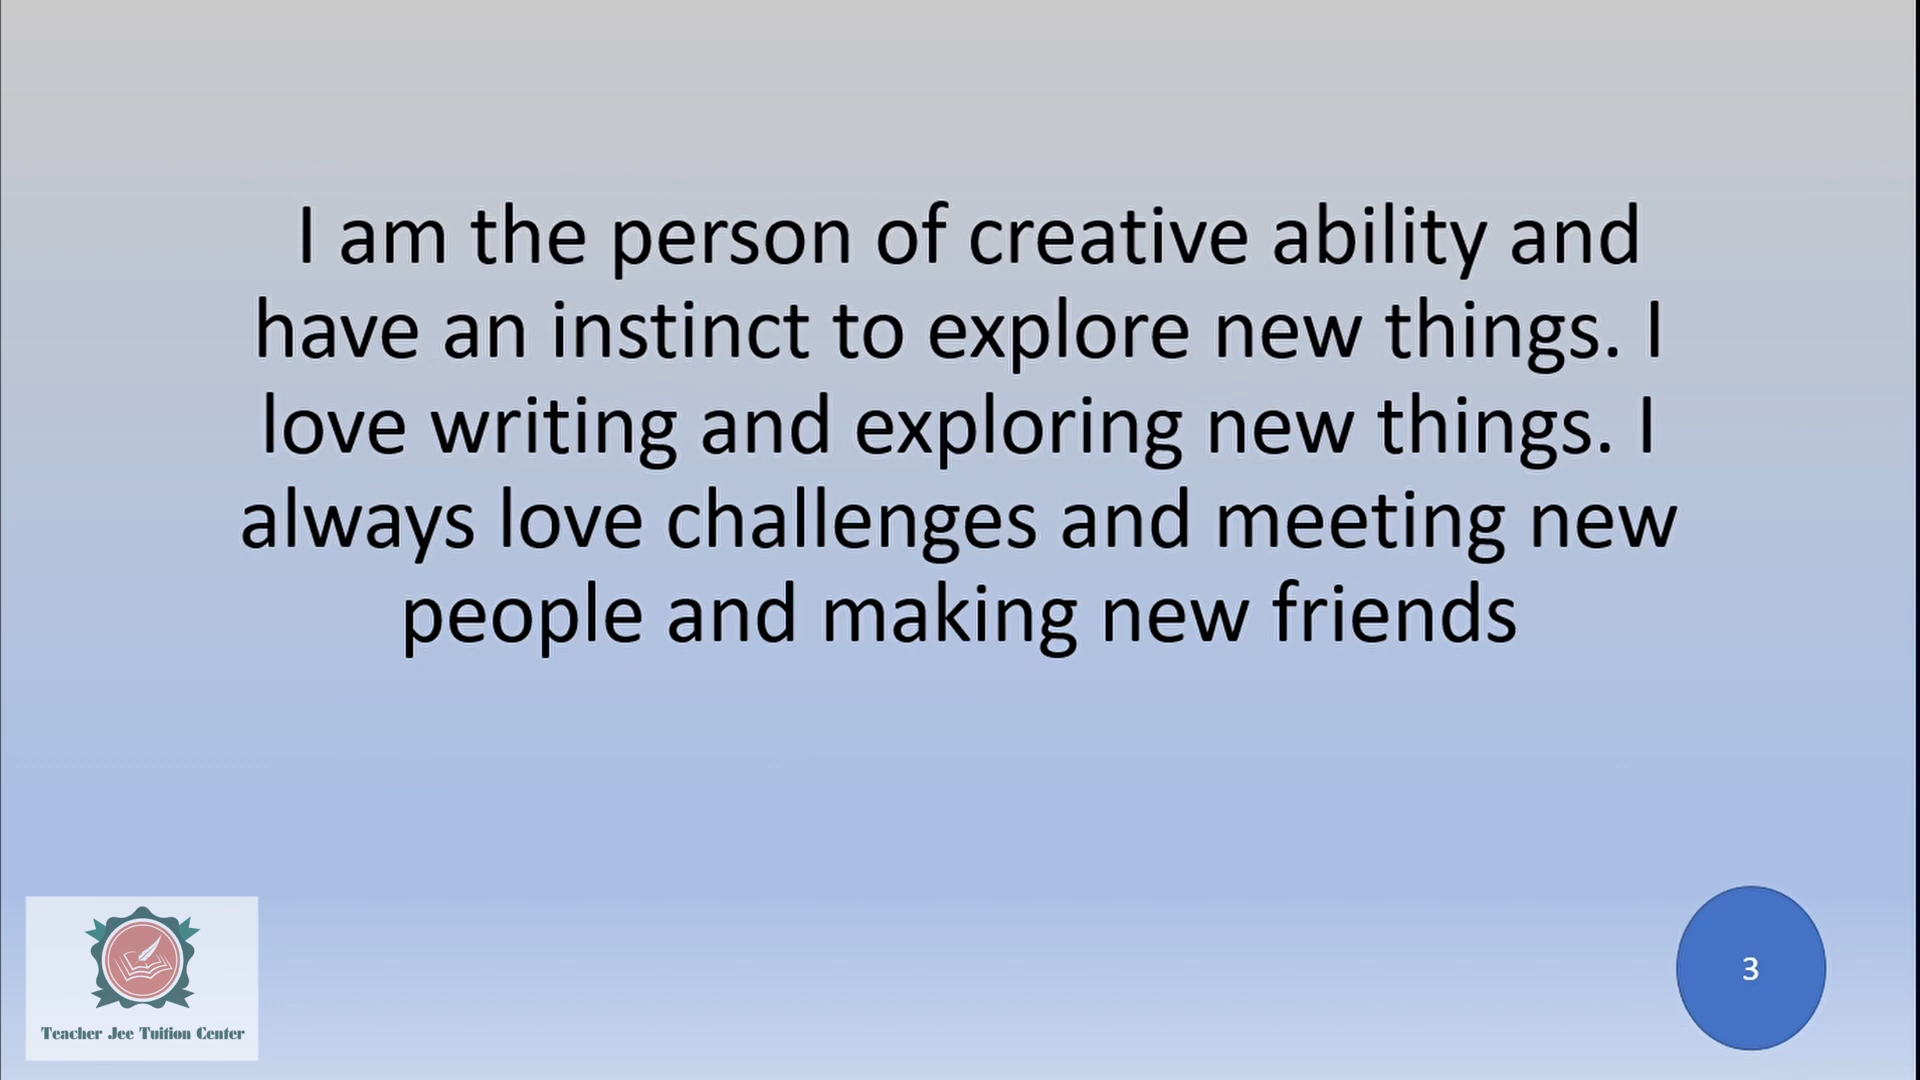 I am the person of creative ability and
have an instinct to explore new things. I
love writing and exploring new things. I
always love challenges and meeting new
people and making new friends
Teacher Jee Tuition Center
3